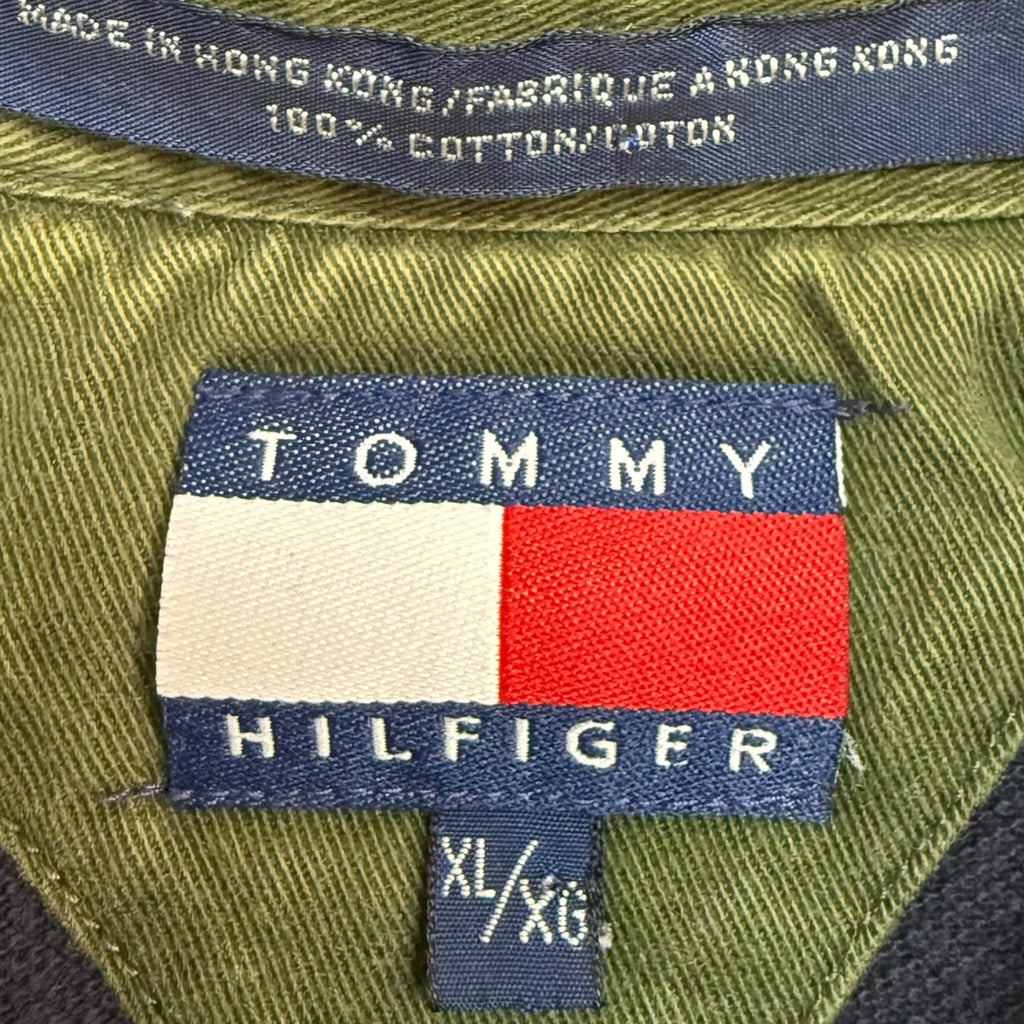 MADE IN HONG KONG/FABRIQUE A HONG KONG
100% COTTON/COTON
TOMMY
HILFIGER
XL/XG